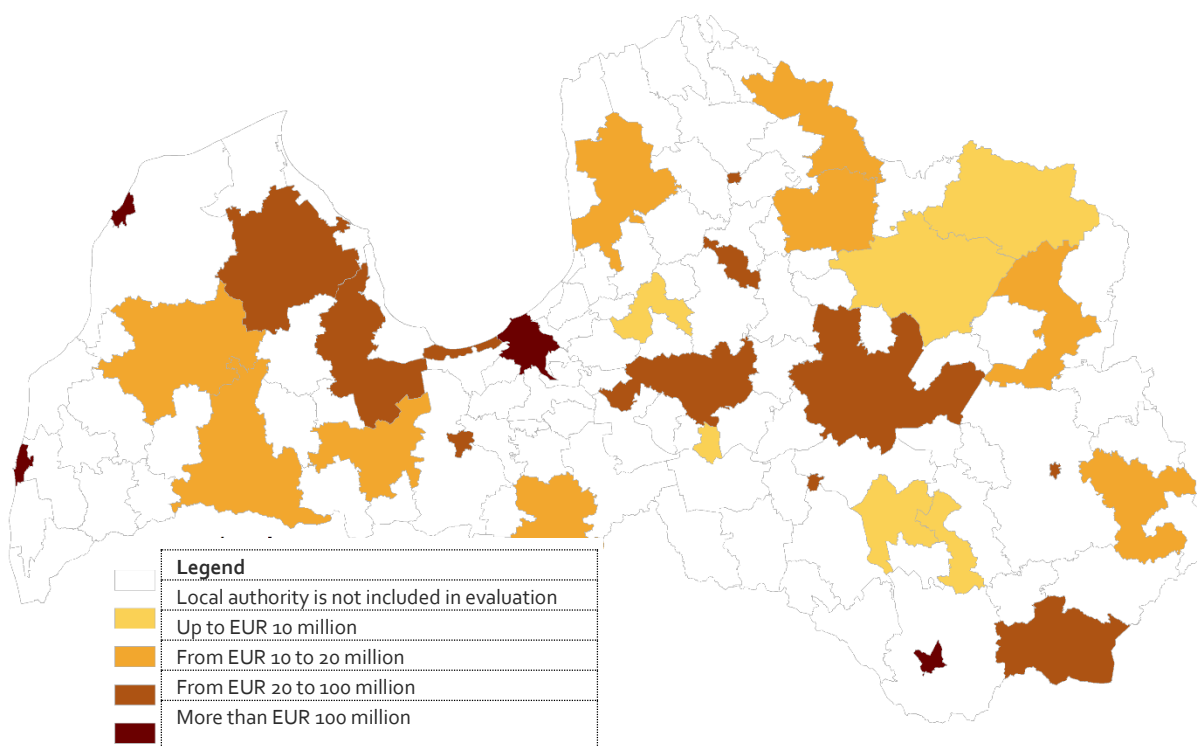 Legend
Local authority is not included in evaluation
Up to EUR 10 million
From EUR 10 to 20 million
From EUR 20 to 100 million
More than EUR 100 million